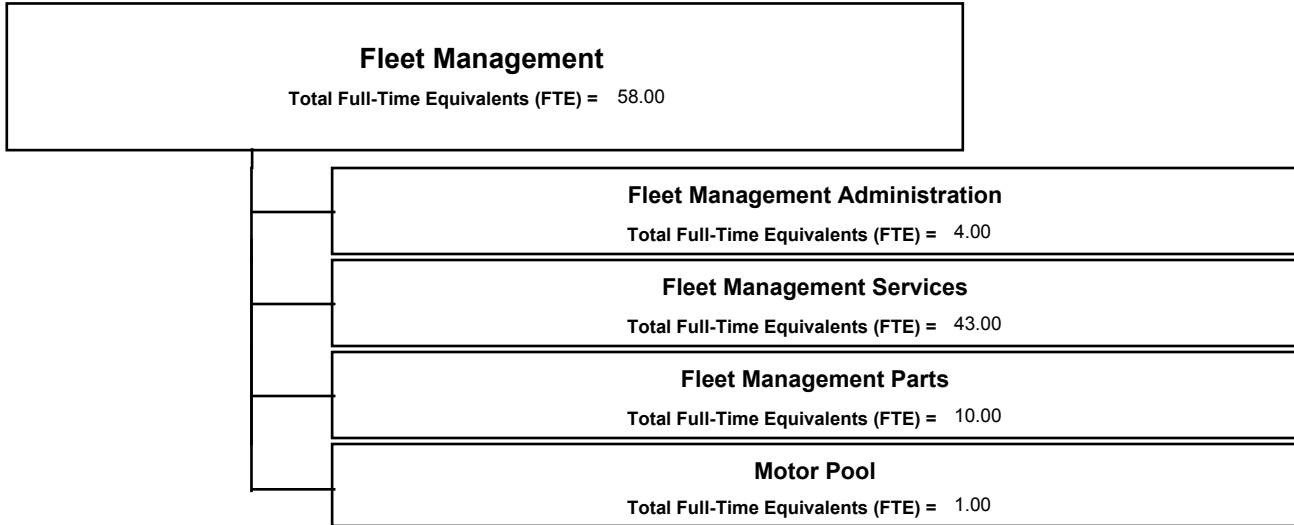 Fleet Management
Total Full-Time Equivalents (FTE) = 58.00
Fleet Management Administration
Total Full-Time Equivalents (FTE) = 4.00
Fleet Management Services
Total Full-Time Equivalents (FTE) = 43.00
Fleet Management Parts
Total Full-Time Equivalents (FTE) = 10.00
Motor Pool
Total Full-Time Equivalents (FTE) = 1.00